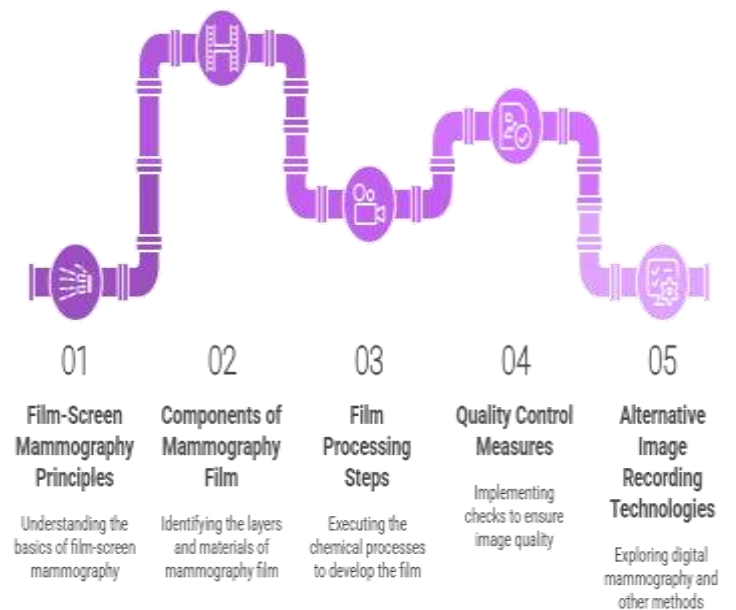 01
Film-Screen
Mammography
Principles
Understanding the
basics of film-screen
mammography
02
Components of
Mammography
Film
Identifying the layers
and materials of
mammography film
03
Film
Processing
Steps
Executing the
chemical processes
to develop the film
04
Quality Control
Measures
Implementing
checks to ensure
image quality
05
Alternative
Image
Recording
Technologies
Exploring digital
mammography and
other methods